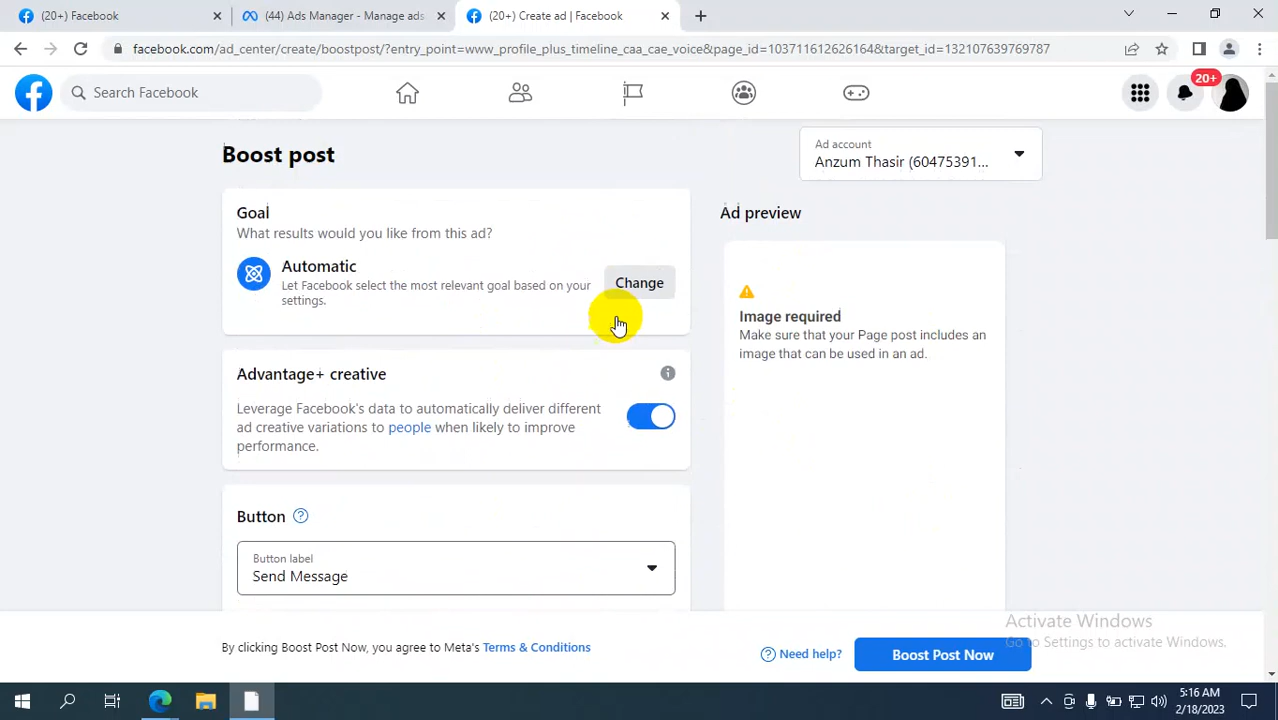 (20+) Facebook
(44) Ads Manager - Manage ads
(20+) Create ad | Facebook
facebook.com/ad_center/create/boostpost/?entry_point=www_profile_plus_timeline_caa_cae_voice&page_id=103711612626164&target_id=132107639769787
Search Facebook
20+
Boost post
Ad account
Anzum Thasir (60475391...
Goal
What results would you like from this ad?
Automatic
Let Facebook select the most relevant goal based on your
settings.
Change
Ad preview
Image required
Make sure that your Page post includes an
image that can be used in an ad.
Advantage+ creative
Leverage Facebook's data to automatically deliver different
ad creative variations to people when likely to improve
performance.
Button
Button label
Send Message
Activate Windows
Go to Settings to activate Windows.
By clicking Boost Post Now, you agree to Meta's Terms & Conditions
Need help?
Boost Post Now
5:16 AM
2/18/2023